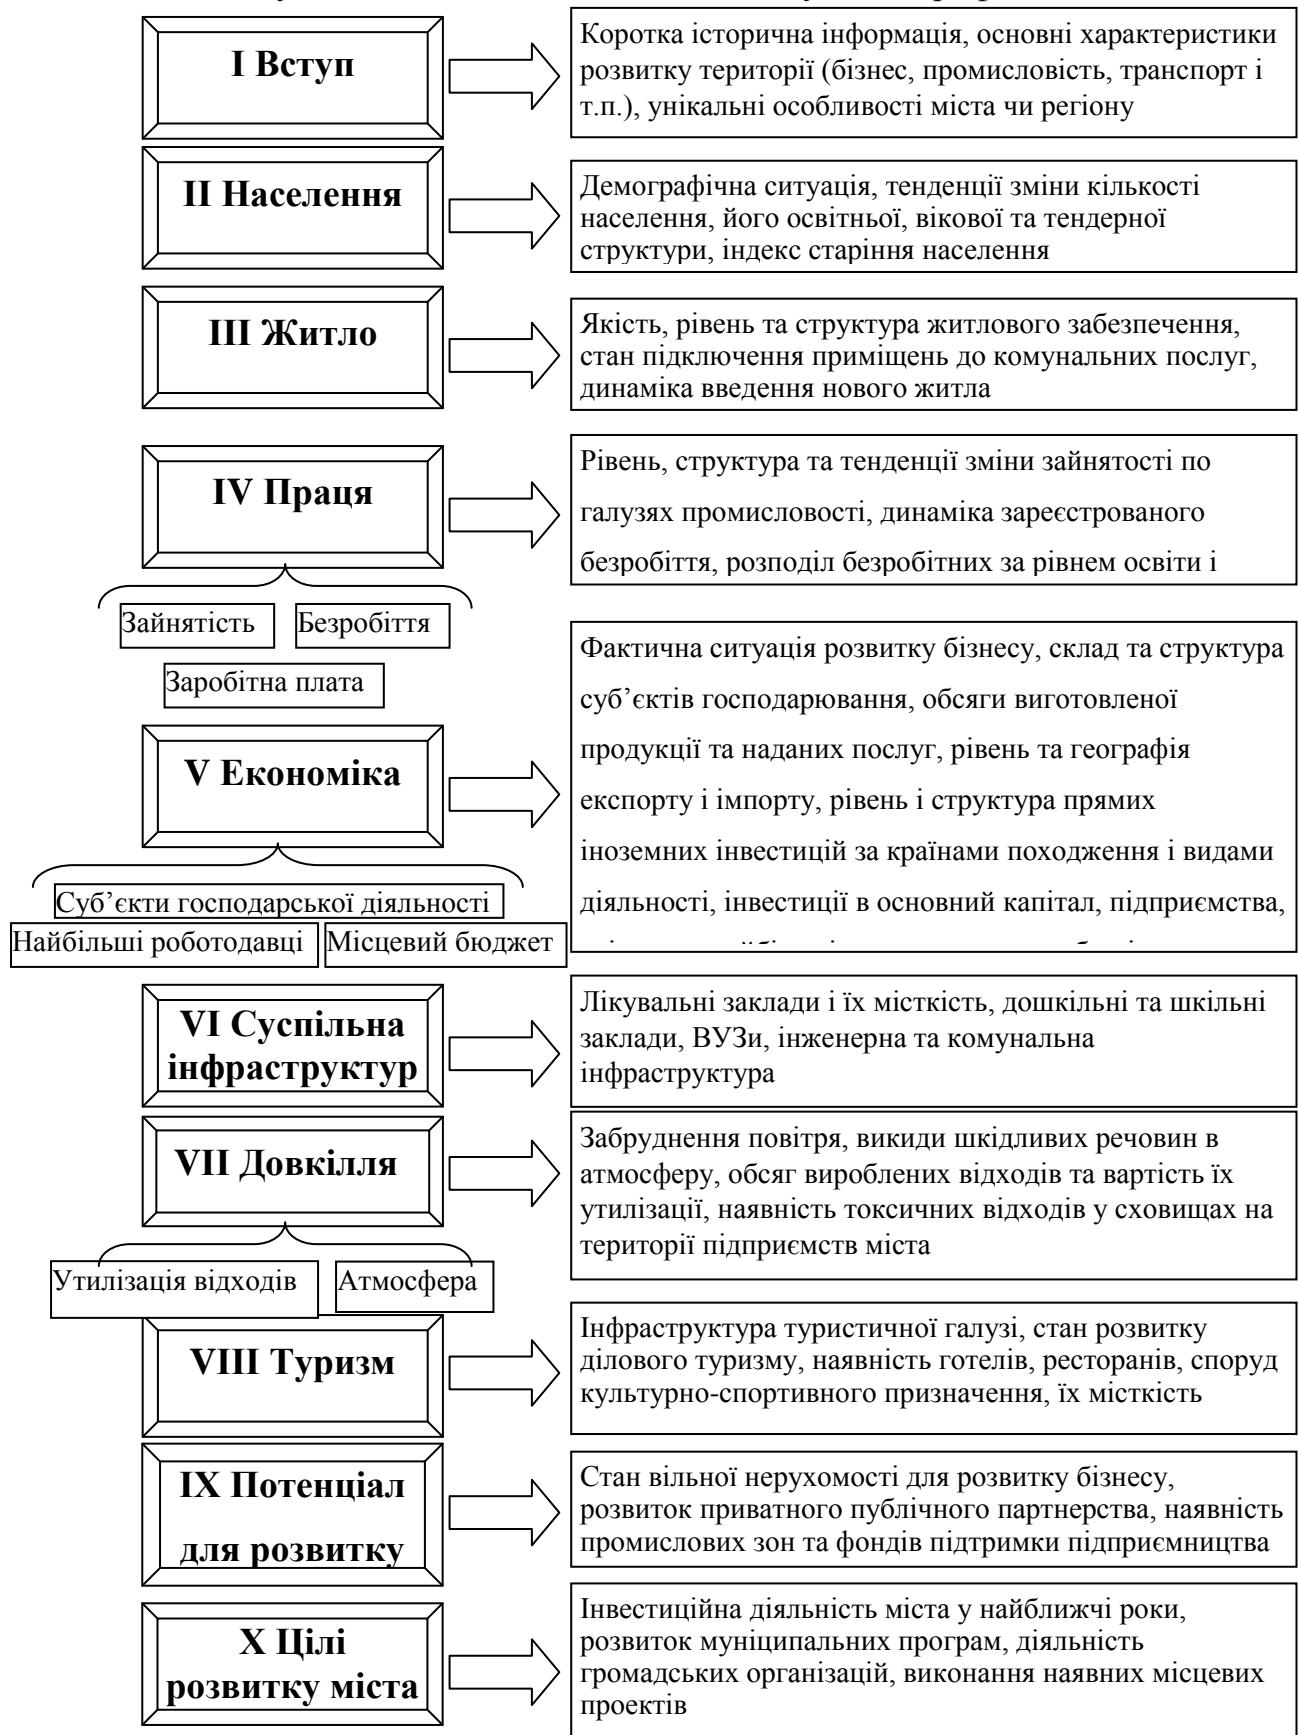 I Вступ
Коротка історична інформація, основні характеристики
розвитку території (бізнес, промисловість, транспорт і
т.п.), унікальні особливості міста чи регіону
II Населення
Демографічна ситуація, тенденції зміни кількості
населення, його освітньої, вікової та тендерної
структури, індекс старіння населення
III Житло
Якість, рівень та структура житлового забезпечення,
стан підключення приміщень до комунальних послуг,
динаміка введення нового житла
IV Праця
Рівень, структура та тенденції зміни зайнятості по
галузях промисловості, динаміка зареєстрованого
безробіття, розподіл безробітних за рівнем освіти і
Зайнятість
Безробіття
Заробітна плата
V Економіка
Фактична ситуація розвитку бізнесу, склад та структура
суб’єктів господарювання, обсяги виготовленої
продукції та наданих послуг, рівень та географія
експорту і імпорту, рівень і структура прямих
іноземних інвестицій за країнами походження і видами
діяльності, інвестиції в основний капітал, підприємства,
Суб’єкти господарської діяльності
Найбільші роботодавці
Місцевий бюджет
VI Суспільна
інфраструктур
Лікувальні заклади і їх місткість, дошкільні та шкільні
заклади, ВУЗи, інженерна та комунальна
інфраструктура
VII Довкілля
Забруднення повітря, викиди шкідливих речовин в
атмосферу, обсяг вироблених відходів та вартість їх
утилізації, наявність токсичних відходів у сховищах на
території підприємств міста
Утилізація відходів
Атмосфера
VIII Туризм
Інфраструктура туристичної галузі, стан розвитку
ділового туризму, наявність готелів, ресторанів, споруд
культурно-спортивного призначення, їх місткість
IX Потенціал
для розвитку
Стан вільної нерухомості для розвитку бізнесу,
розвиток приватного публічного партнерства, наявність
промислових зон та фондів підтримки підприємництва
X Цілі
розвитку міста
Інвестиційна діяльність міста у найближчі роки,
розвиток муніципальних програм, діяльність
громадських організацій, виконання наявних місцевих
проектів